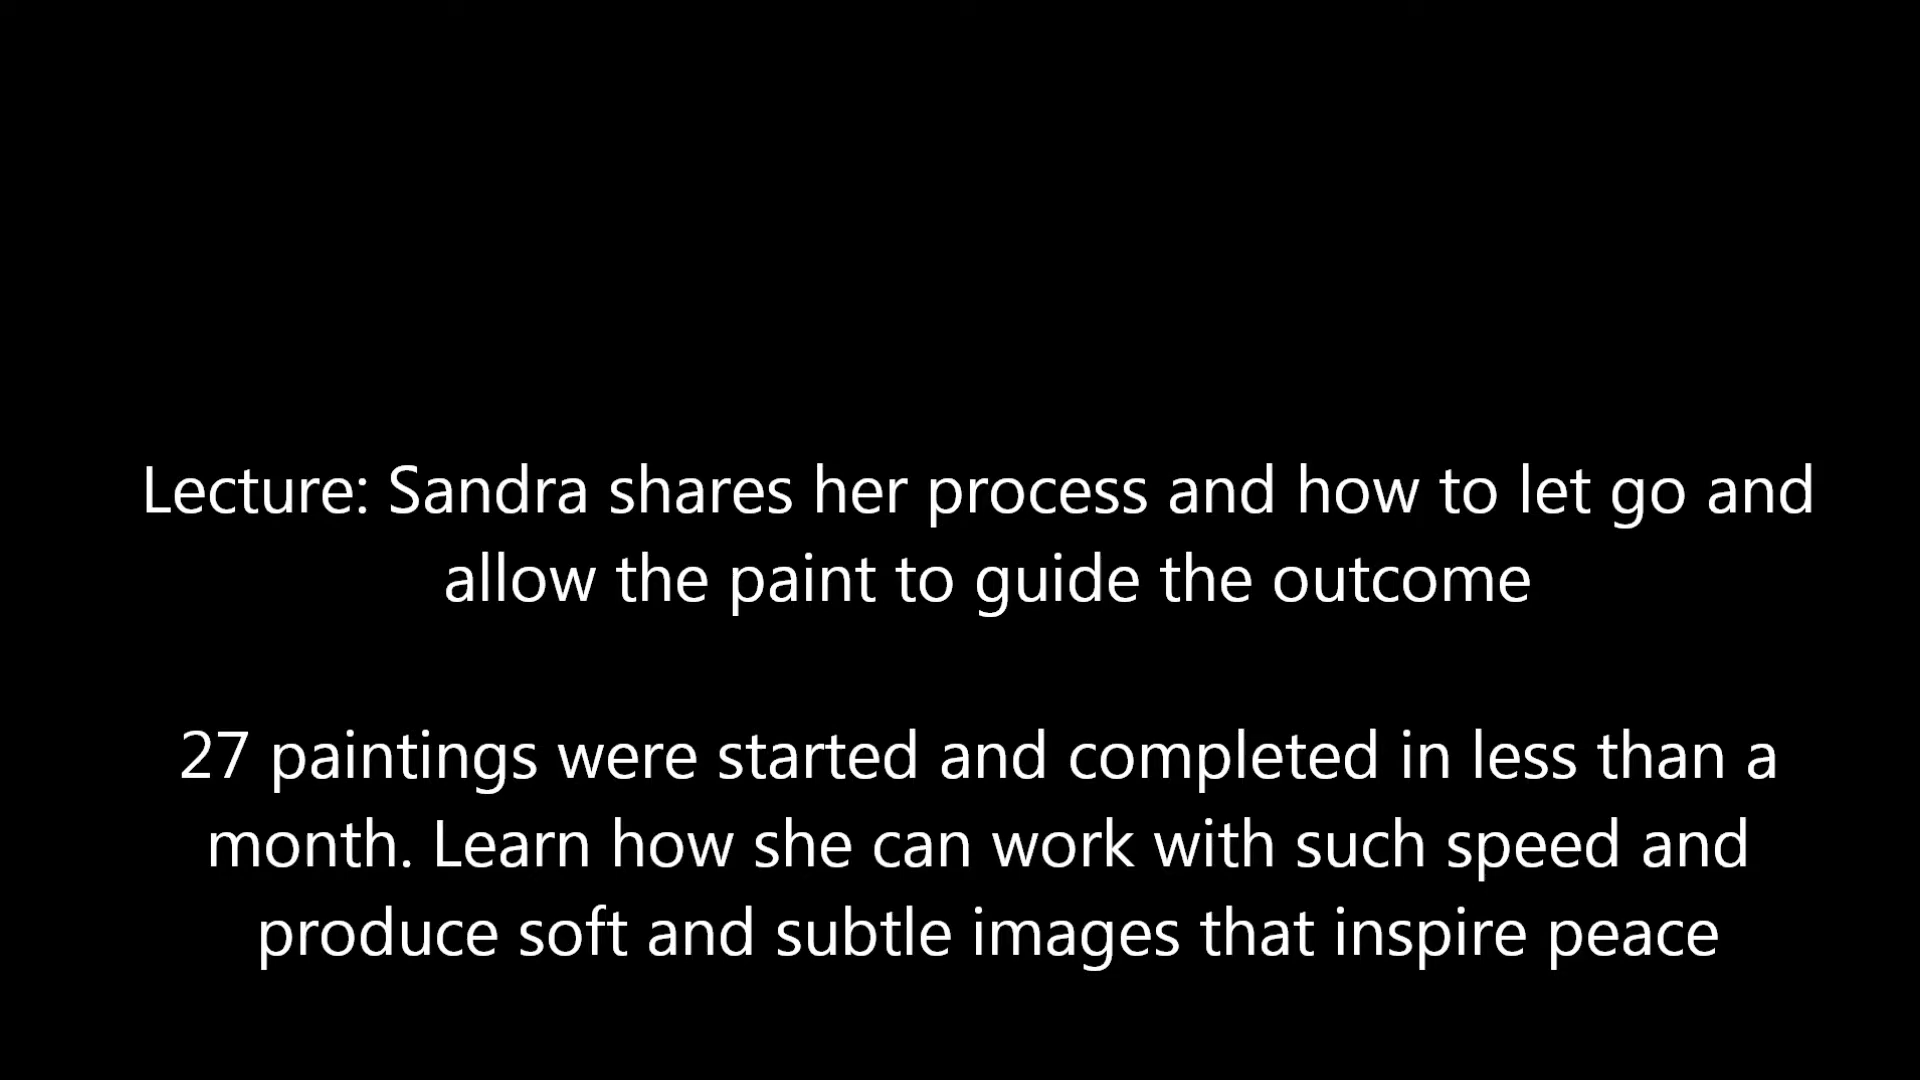 Lecture: Sandra shares her process and how to let go and
allow the paint to guide the outcome
27 paintings were started and completed in less than a
month. Learn how she can work with such speed and
produce soft and subtle images that inspire peace